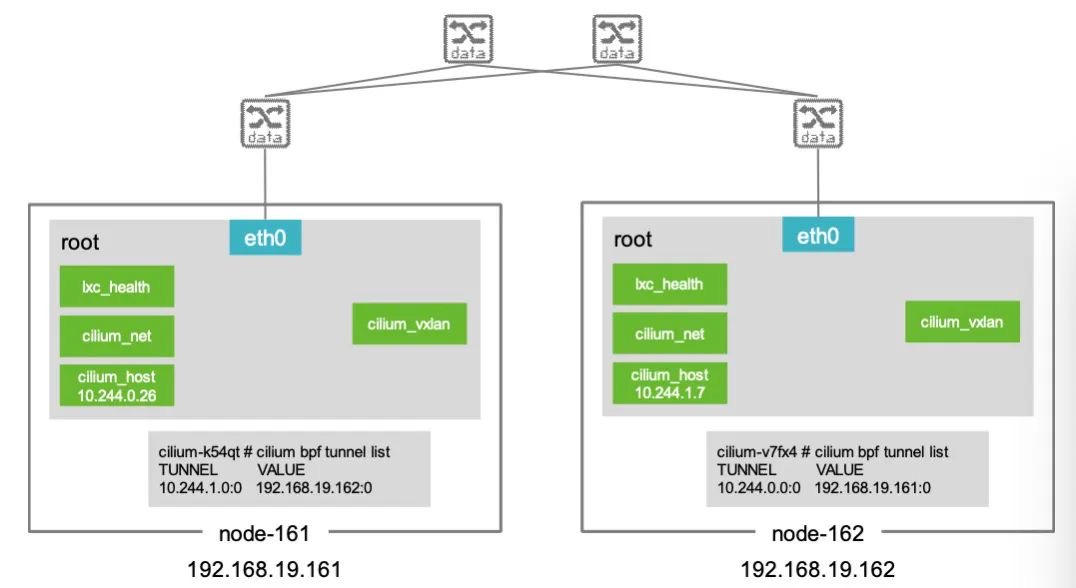 data
data
data
data
root
eth0
lxc_health
cilium_net
cilium_vxlan
cilium_host
10.244.0.26
cilium-k54qt # cilium bpf tunnel list
TUNNEL VALUE
10.244.1.0:0 192.168.19.162:0
node-161
192.168.19.161
root
eth0
lxc_health
cilium_net
cilium_vxlan
cilium_host
10.244.1.7
cilium-v7fx4 # cilium bpf tunnel list
TUNNEL VALUE
10.244.0.0:0 192.168.19.161:0
node-162
192.168.19.162